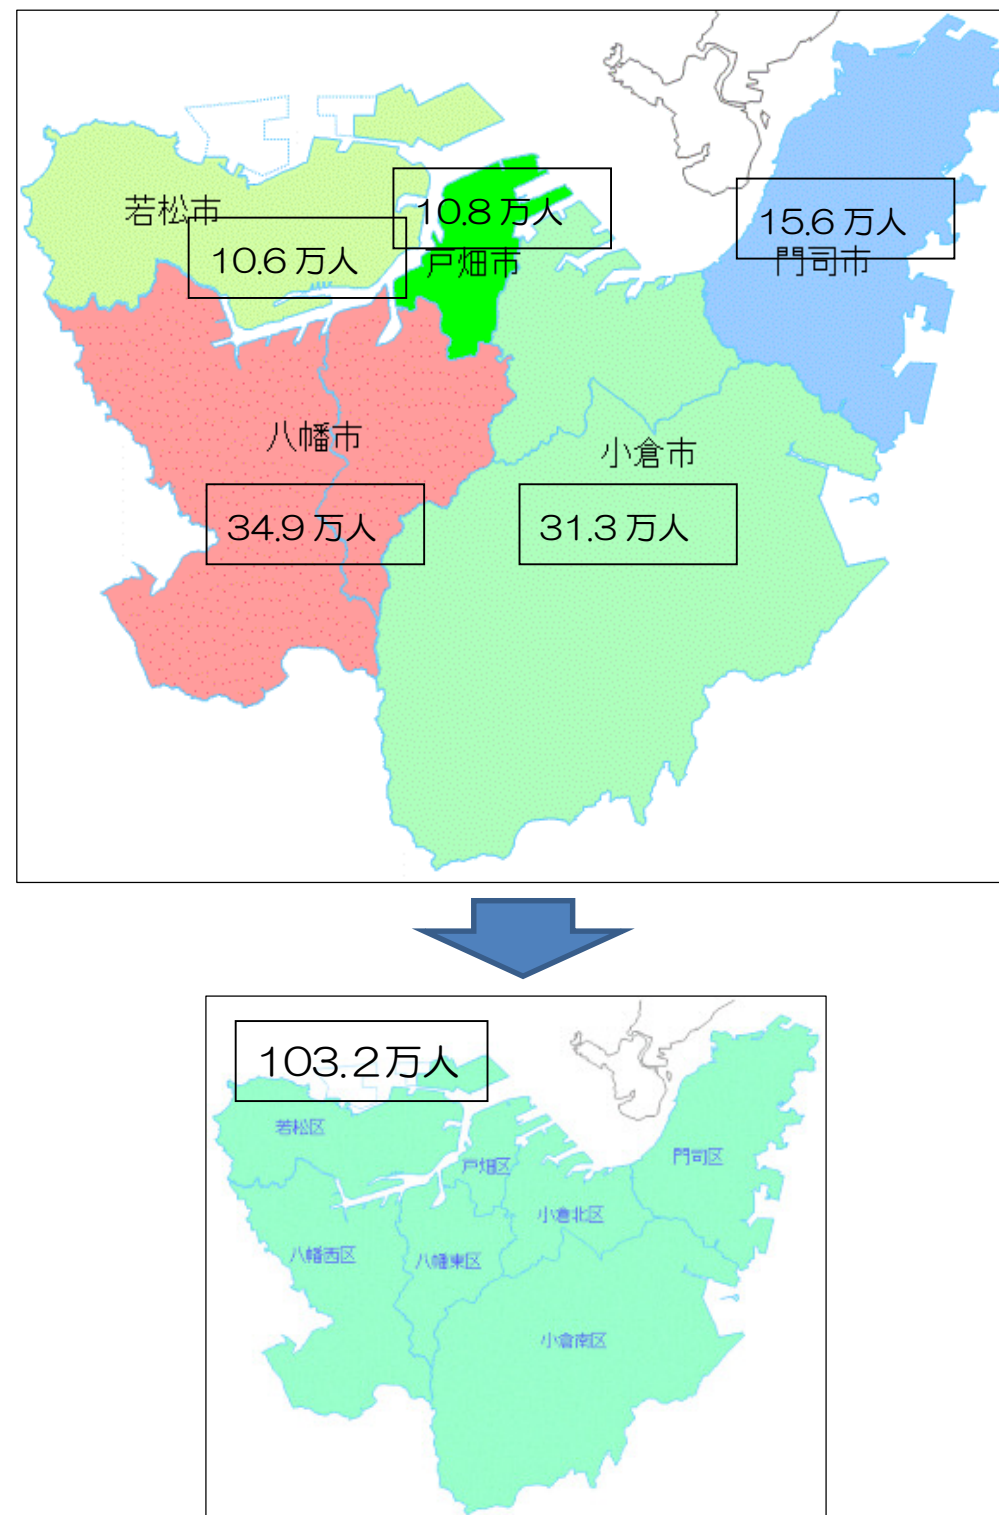 若松市
10.6万人
10.8万人
戸畑市
15.6万人
門司市
八幡市
34.9万人
小倉市
31.3万人
103.2万人
若松区
戸畑区
門司区
小倉北区
八幡西区
八幡東区
小倉南区